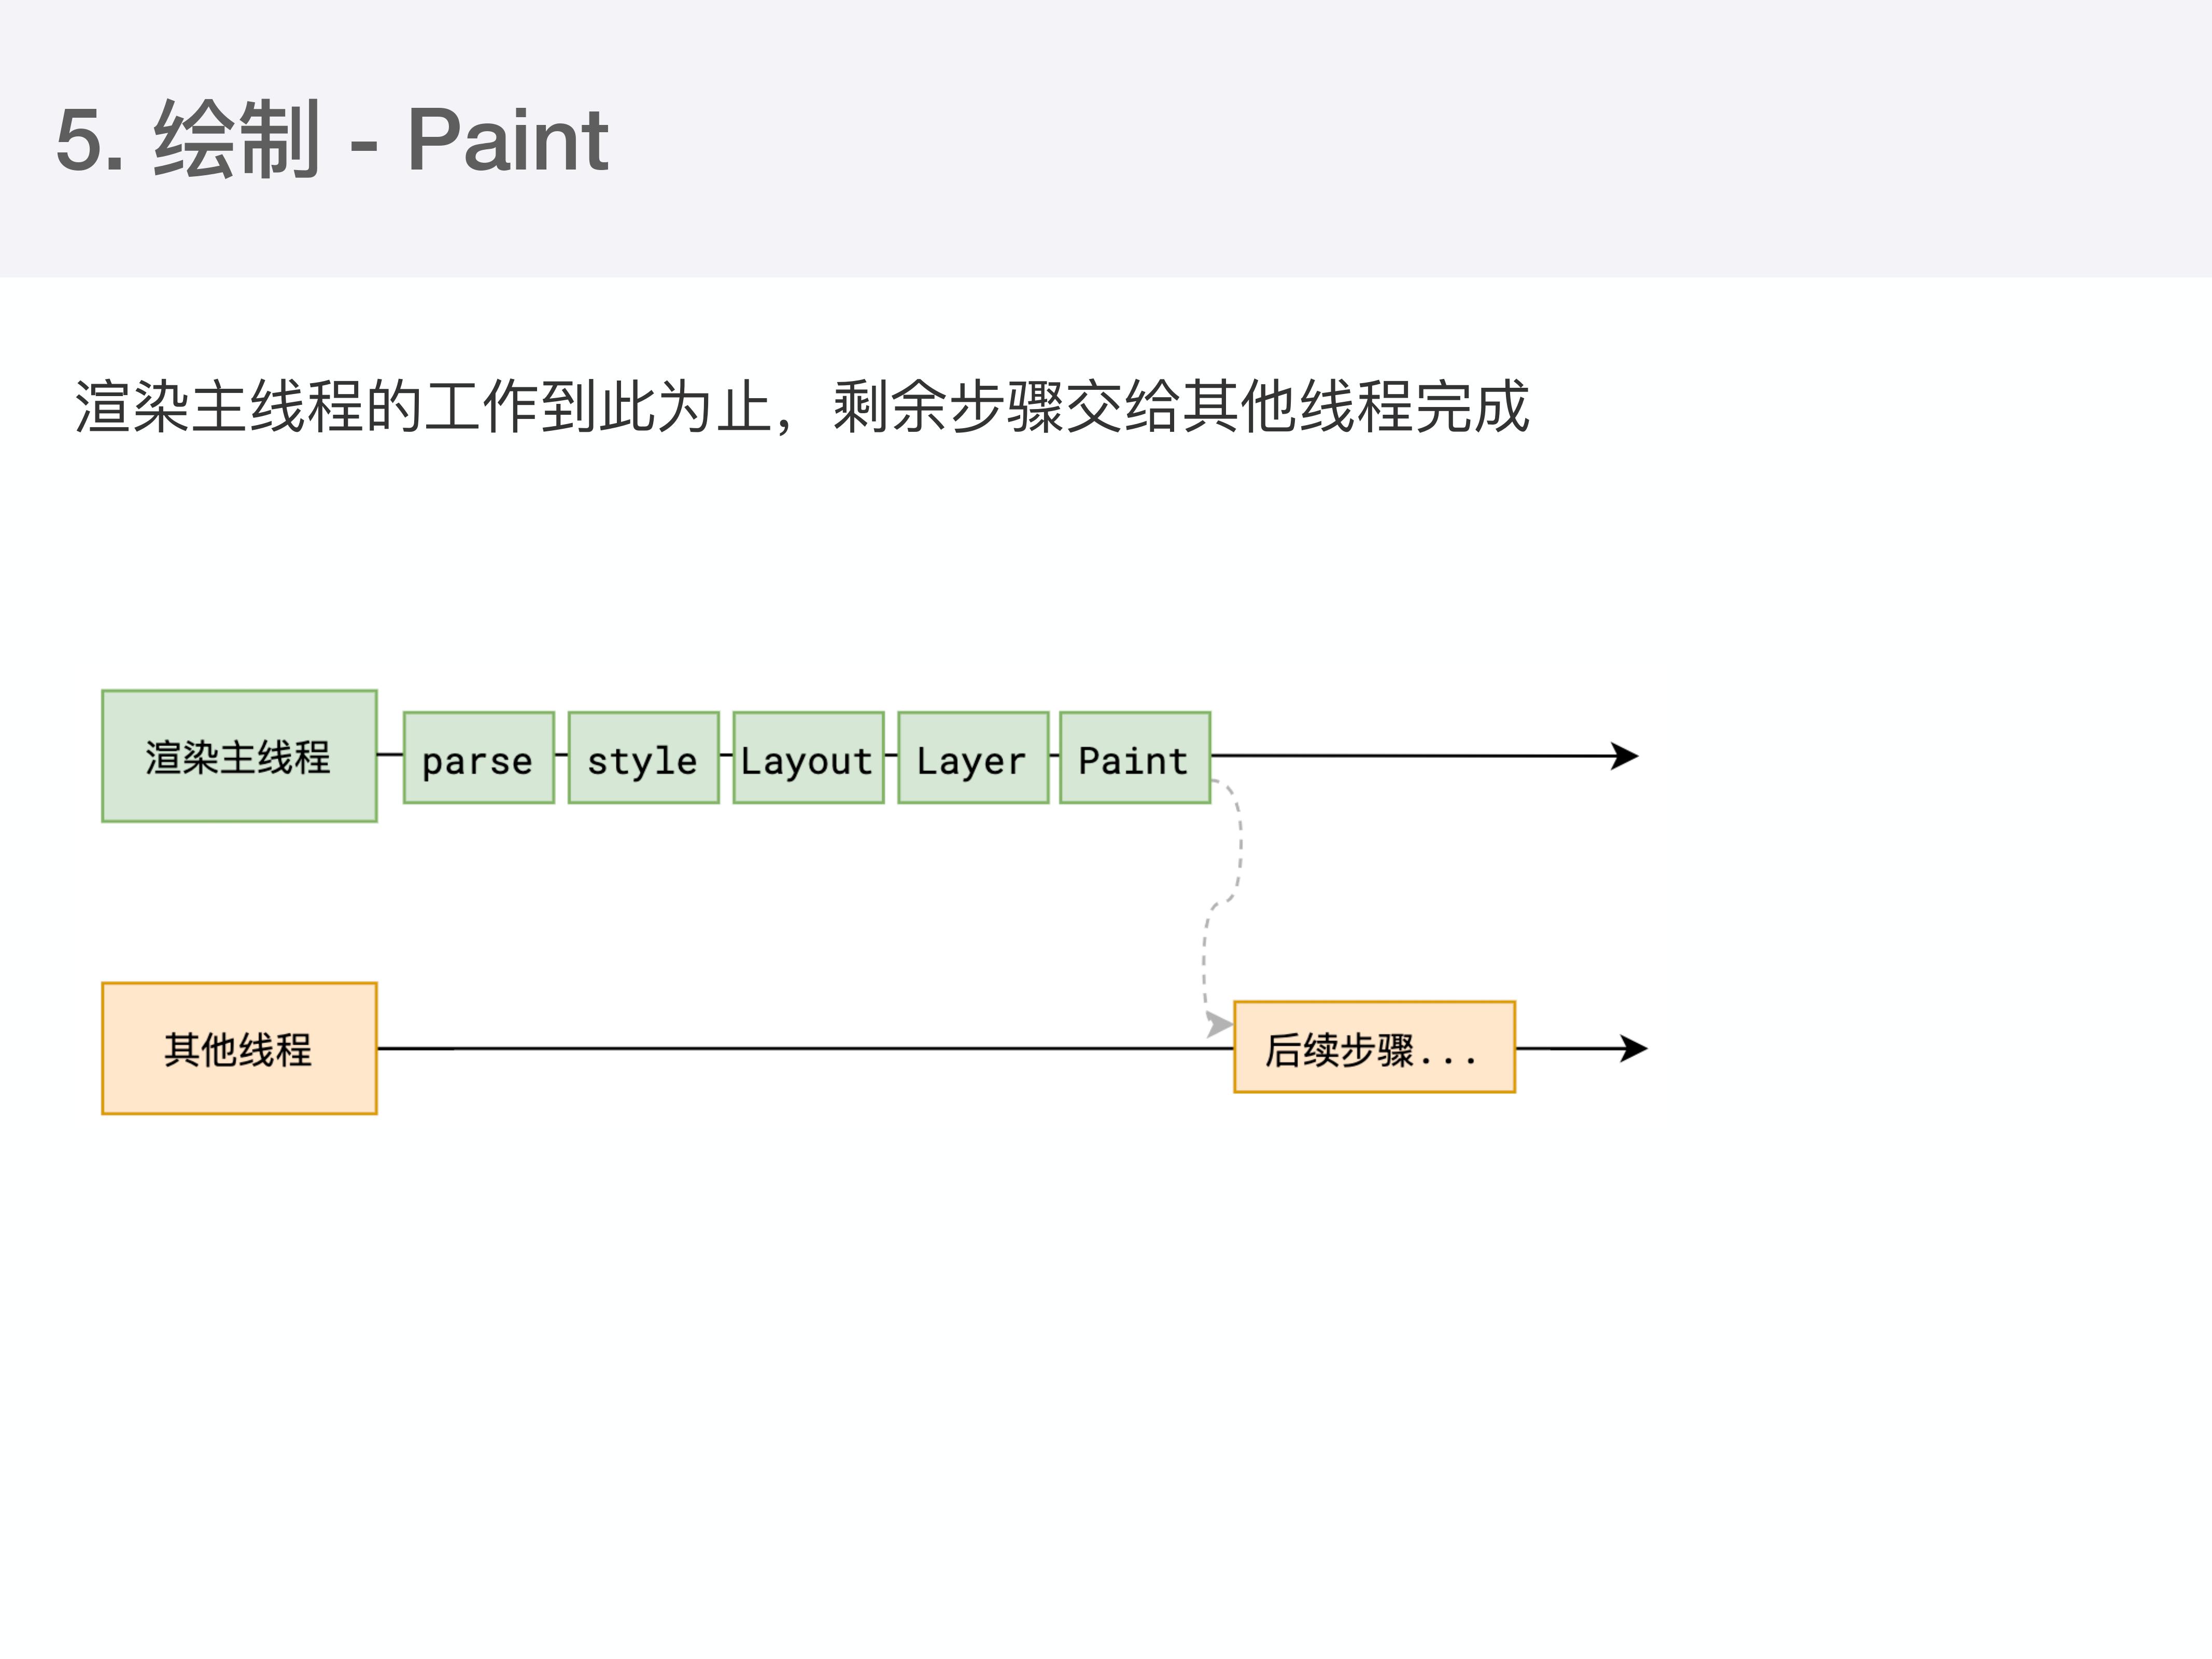 5. 绘制 - Paint
渲染主线程的工作到此为止，剩余步骤交给其他线程完成
渲染主线程 parse style Layout Layer Paint
其他线程 后续步骤...